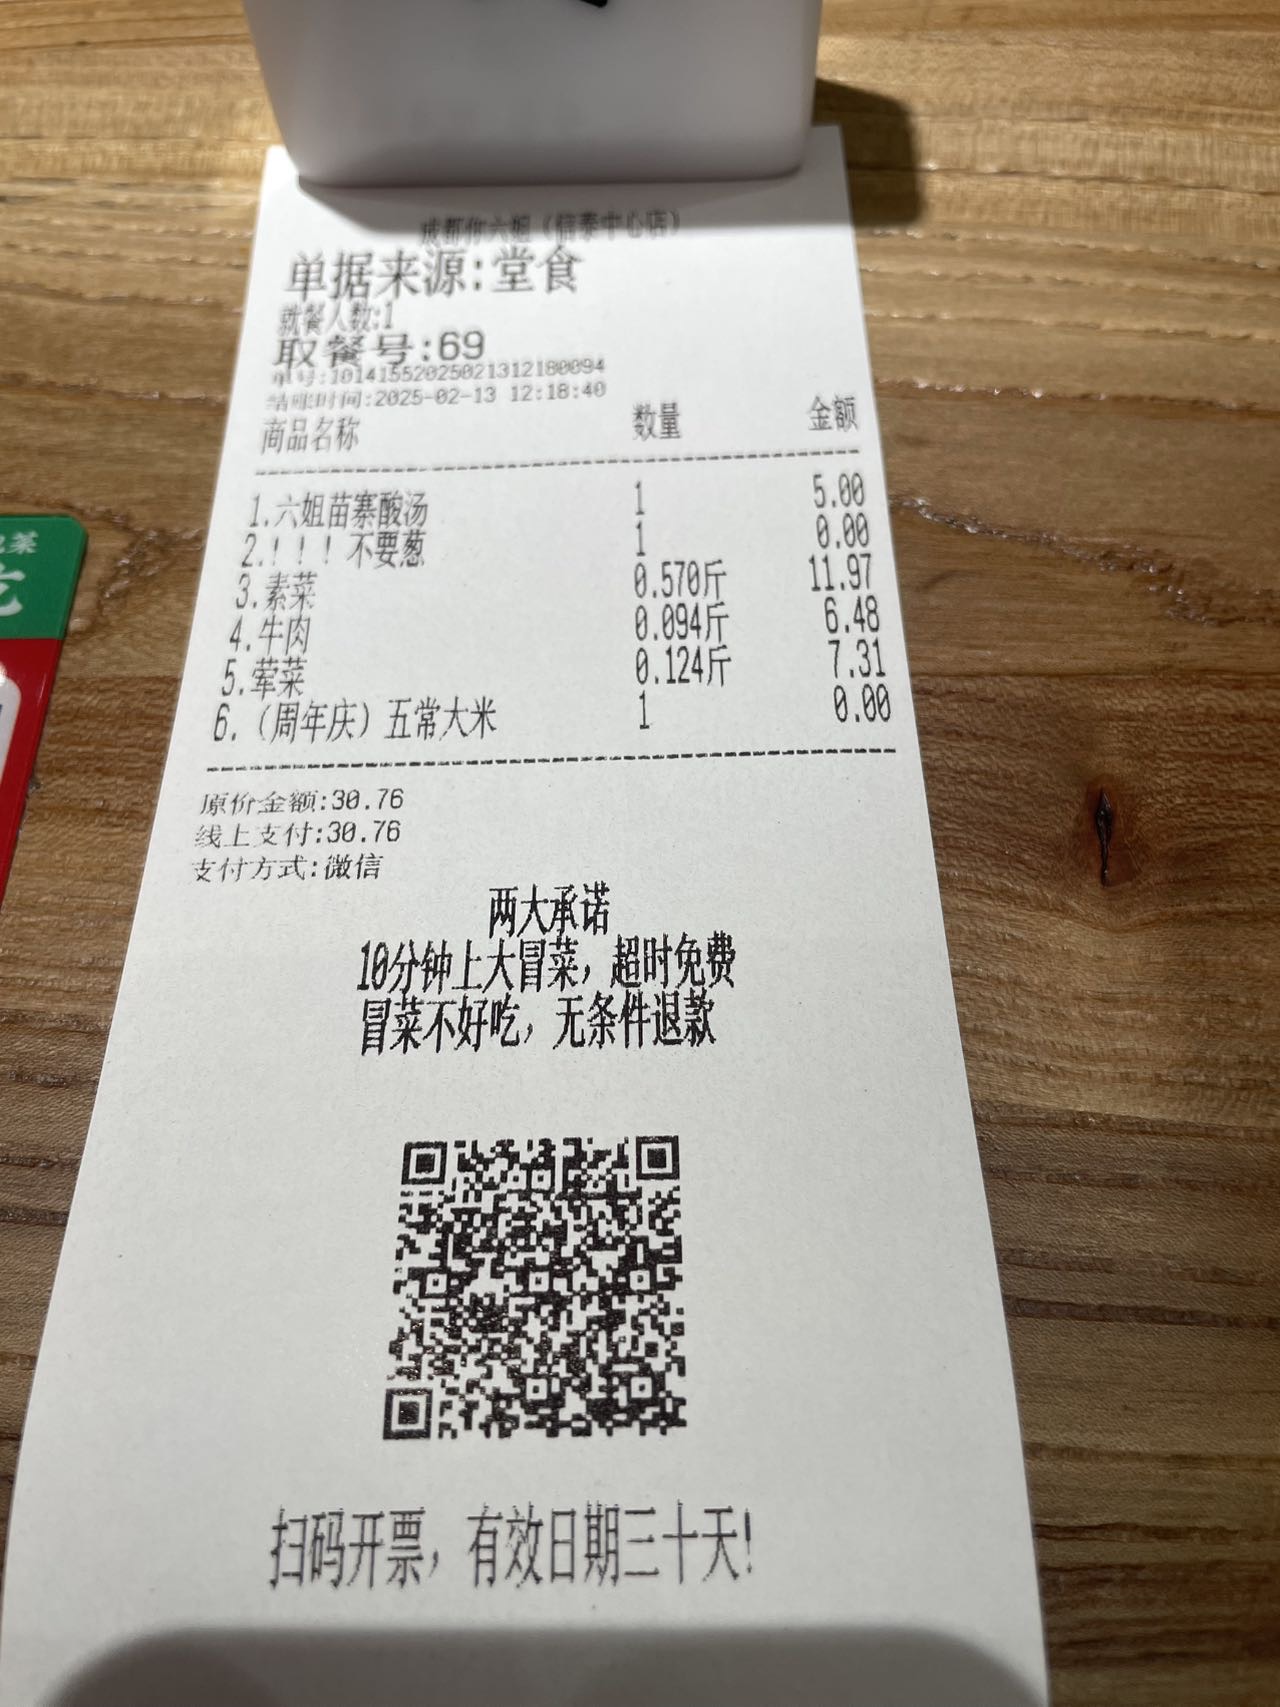 成都你六姐（信泰中心店）
单据来源:堂食
就餐人数:1
取餐号:69
单号:10141552025021312180094
结账时间:2025-02-13 12:18:40
商品名称 数量 金额
1.六姐苗寨酸汤 1 5.00
2.！！！不要葱 1 0.00
3.素菜 0.570斤 11.97
4.牛肉 0.094斤 6.48
5.荤菜 0.124斤 7.31
6.（周年庆）五常大米 1 0.00
原价金额:30.76
线上支付:30.76
支付方式:微信
两大承诺
10分钟上大冒菜，超时免费
冒菜不好吃，无条件退款
扫码开票，有效日期三十天!
菜